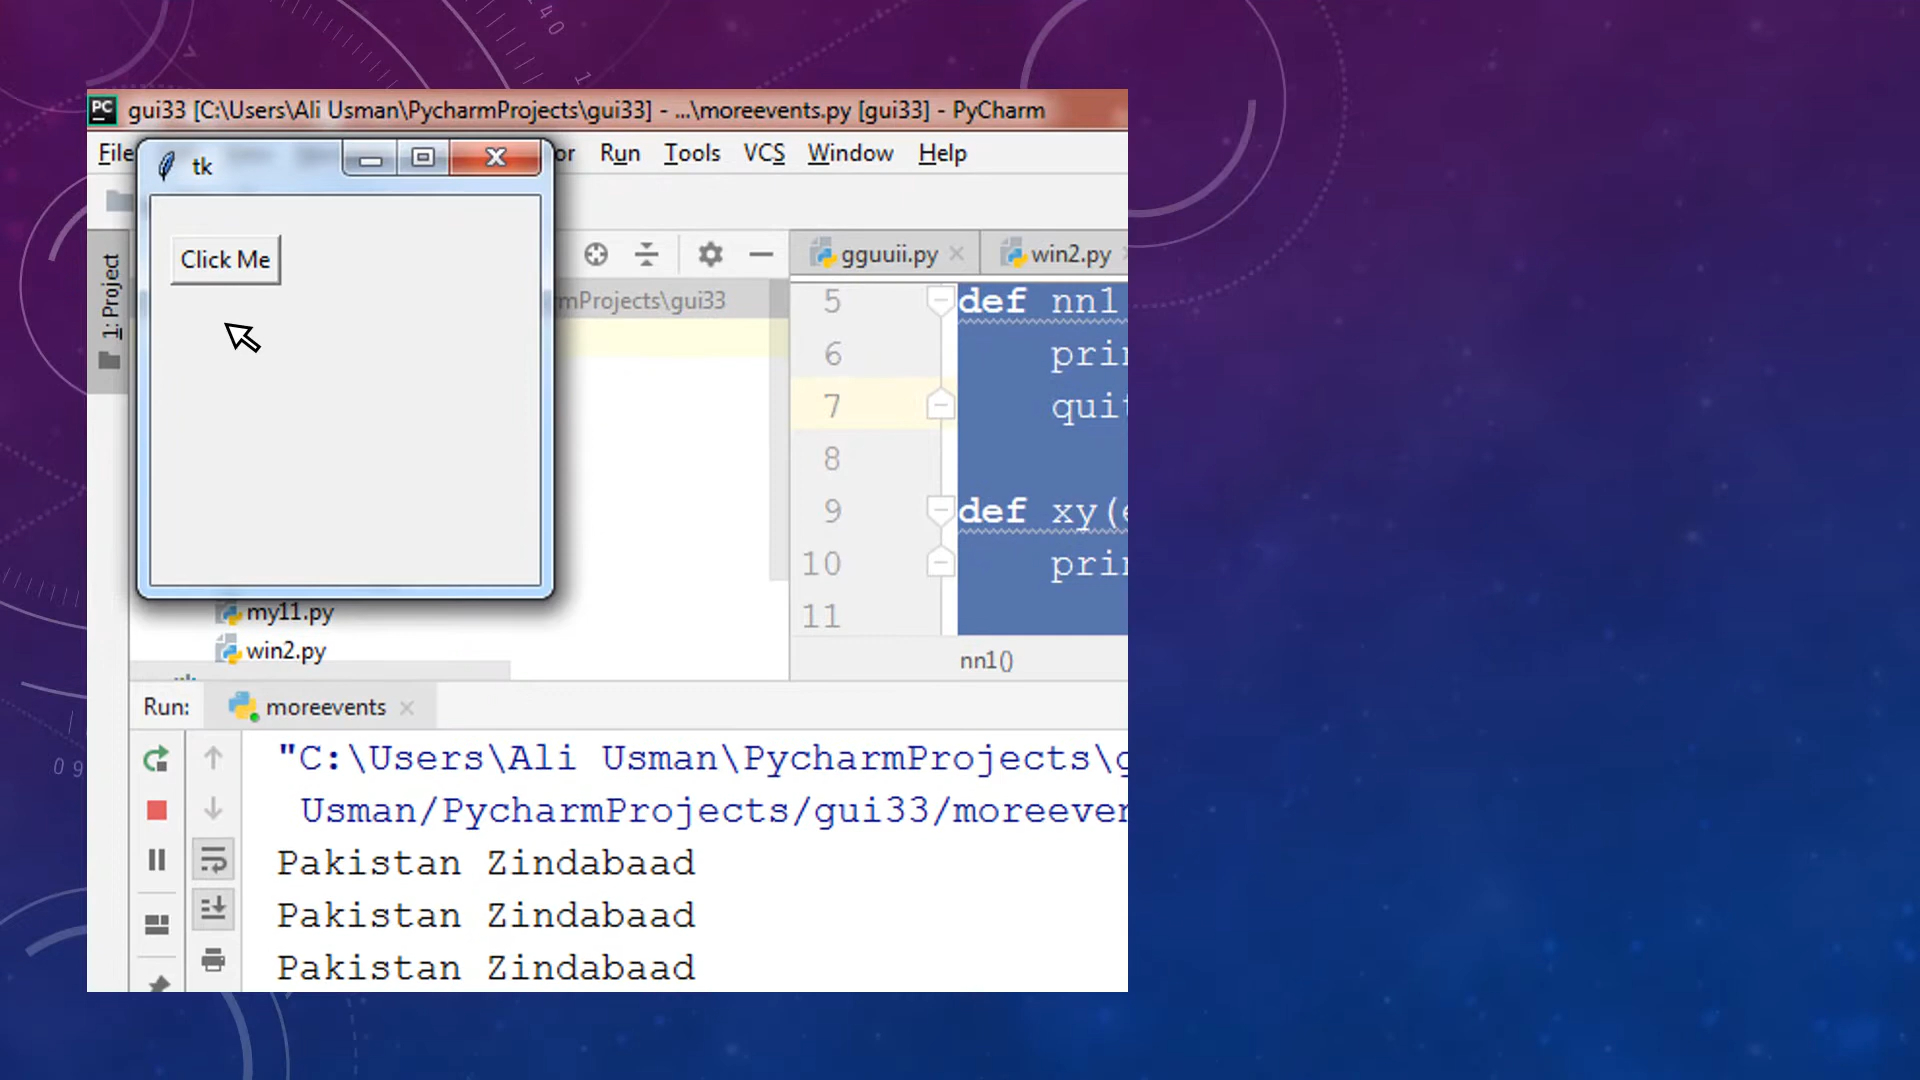 gui33 [C:\Users\Ali Usman\PycharmProjects\gui33] - ...\moreevents.py [gui33] - PyCharm
File
Run Tools VCS Window Help
tk
Click Me
1: Project
gguuii.py
win2.py
mProjects\gui33
5 def nn1
6
7
8
9 def xy(
10
11
nn1()
my11.py
win2.py
Run: moreevents
"C:\Users\Ali Usman\PycharmProjects\
Usman/PycharmProjects/gui33/moreeven
Pakistan Zindabaad
Pakistan Zindabaad
Pakistan Zindabaad
40